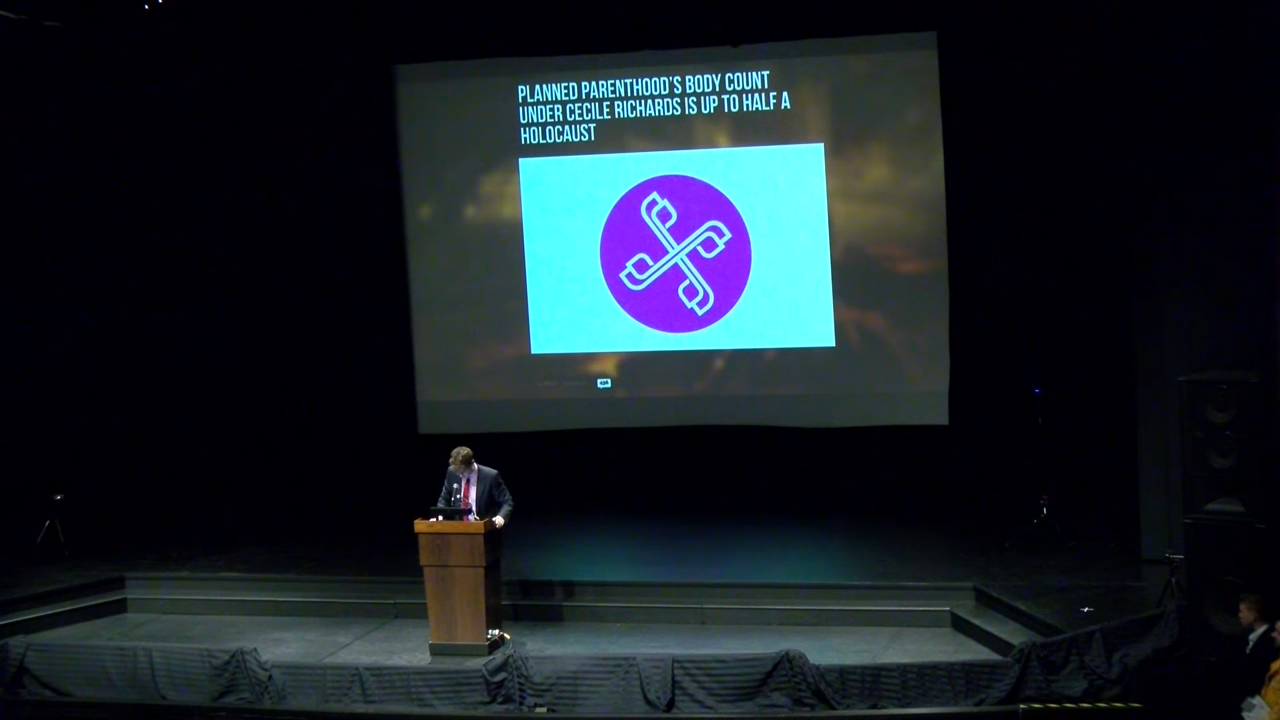 PLANNED PARENTHOOD'S BODY COUNT
UNDER CECILE RICHARDS IS UP TO HALF A
HOLOCAUST